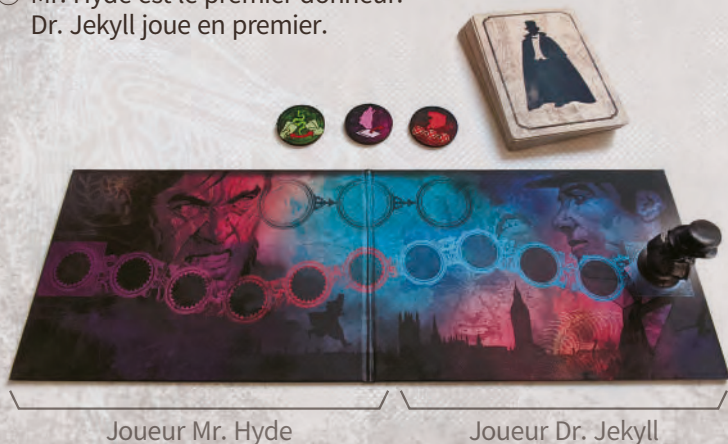 Mr. Hyde est le premier donneur.
Dr. Jekyll joue en premier.
Joueur Mr. Hyde
Joueur Dr. Jekyll